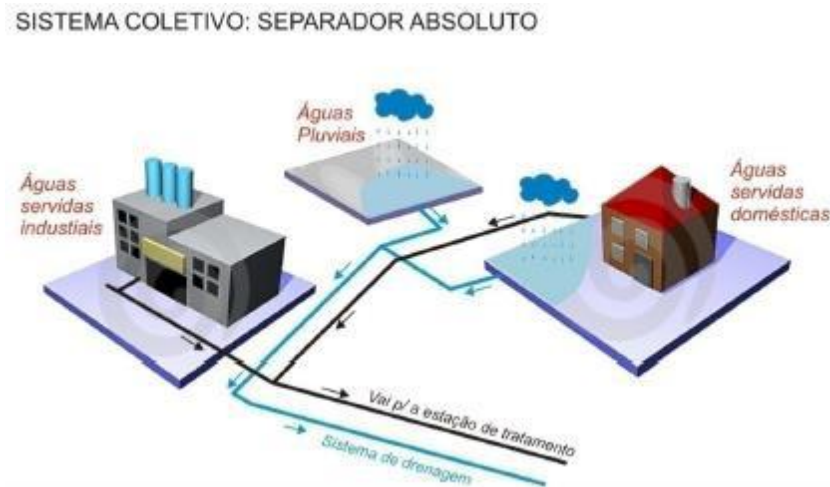 SISTEMA COLETIVO: SEPARADOR ABSOLUTO
Águas
Pluviais
Águas
servidas
industiais
Águas
servidas
domésticas
Vai p/ a estação de tratamento
Sistema de drenagem